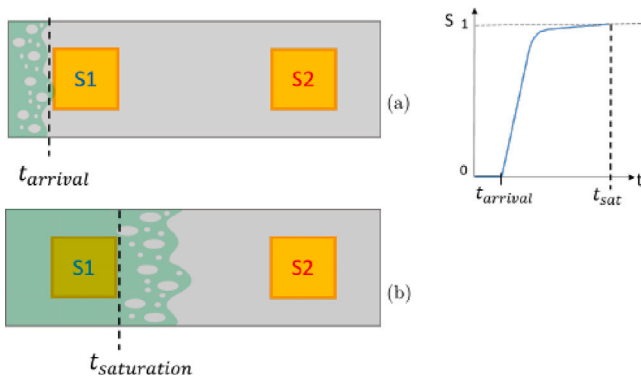 S1
S2
(a)
t_arrival
S1
S2
(b)
t_saturation
S 1
0
t
t_arrival
t_sat